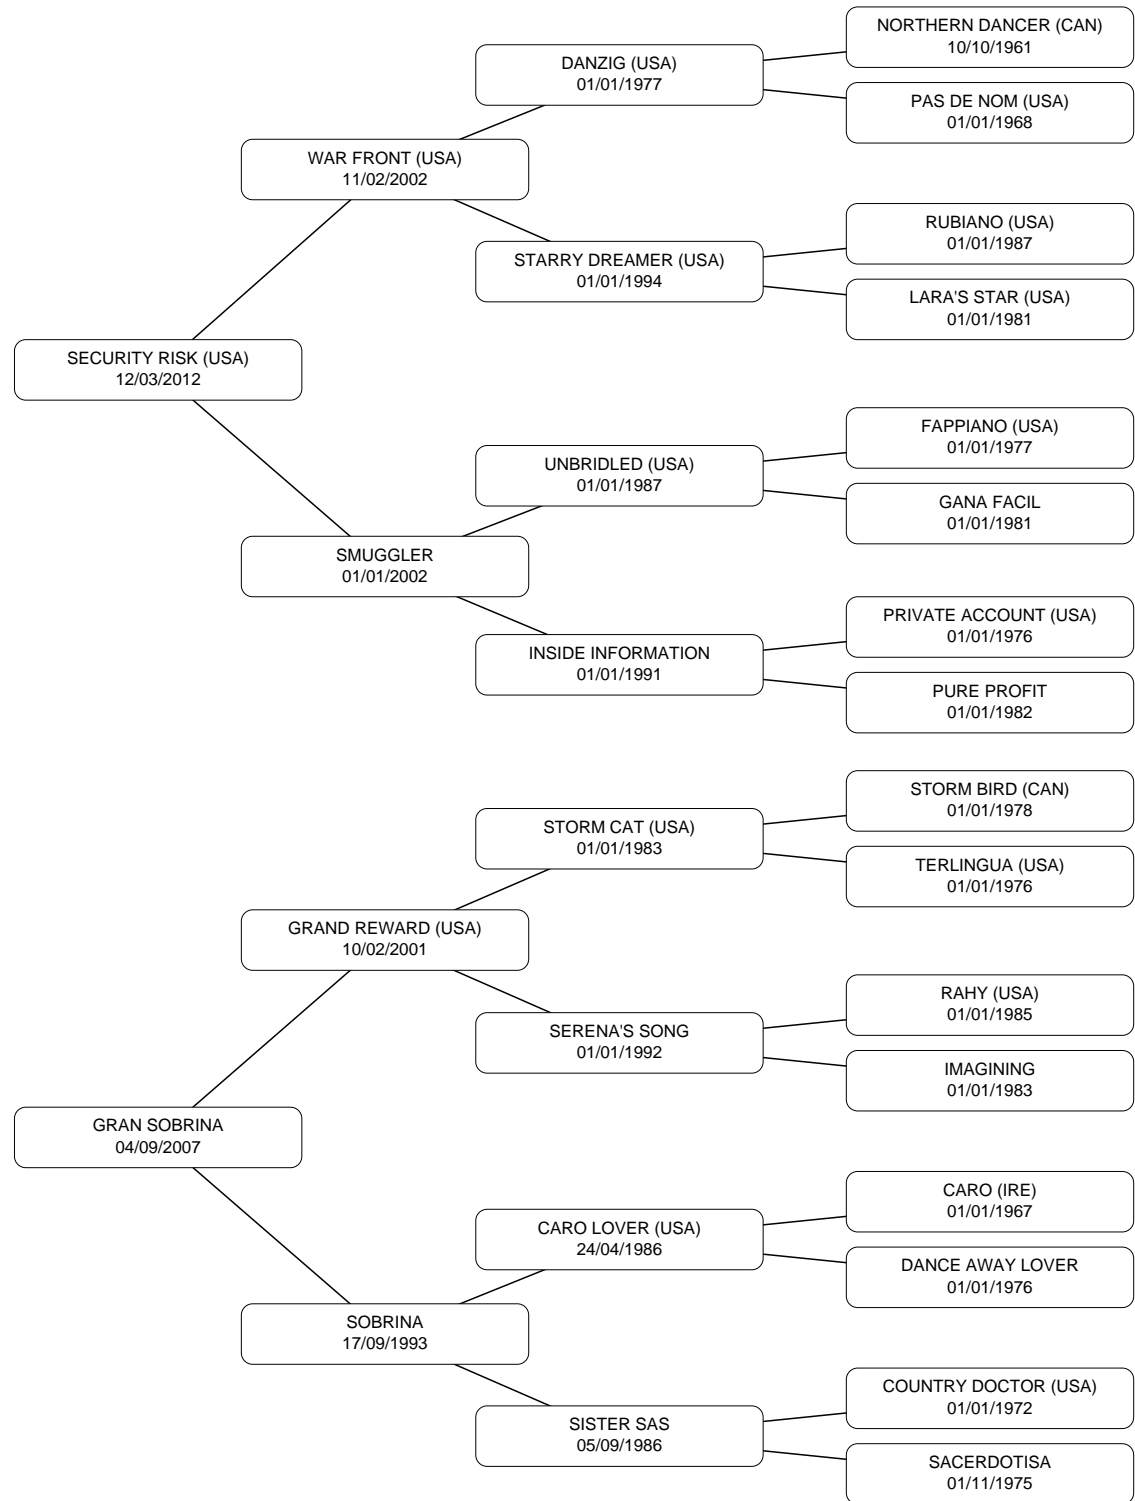 NORTHERN DANCER (CAN)
10/10/1961
DANZIG (USA)
01/01/1977
PAS DE NOM (USA)
01/01/1968
WAR FRONT (USA)
11/02/2002
RUBIANO (USA)
01/01/1987
STARRY DREAMER (USA)
01/01/1994
LARA'S STAR (USA)
01/01/1981
SECURITY RISK (USA)
12/03/2012
FAPPIANO (USA)
01/01/1977
UNBRIDLED (USA)
01/01/1987
GANA FACIL
01/01/1981
SMUGGLER
01/01/2002
PRIVATE ACCOUNT (USA)
01/01/1976
INSIDE INFORMATION
01/01/1991
PURE PROFIT
01/01/1982
STORM BIRD (CAN)
01/01/1978
STORM CAT (USA)
01/01/1983
TERLINGUA (USA)
01/01/1976
GRAND REWARD (USA)
10/02/2001
RAHY (USA)
01/01/1985
SERENA'S SONG
01/01/1992
IMAGINING
01/01/1983
GRAN SOBRINA
04/09/2007
CARO (IRE)
01/01/1967
CARO LOVER (USA)
24/04/1986
DANCE AWAY LOVER
01/01/1976
SOBRINA
17/09/1993
COUNTRY DOCTOR (USA)
01/01/1972
SISTER SAS
05/09/1986
SACERDOTISA
01/11/1975